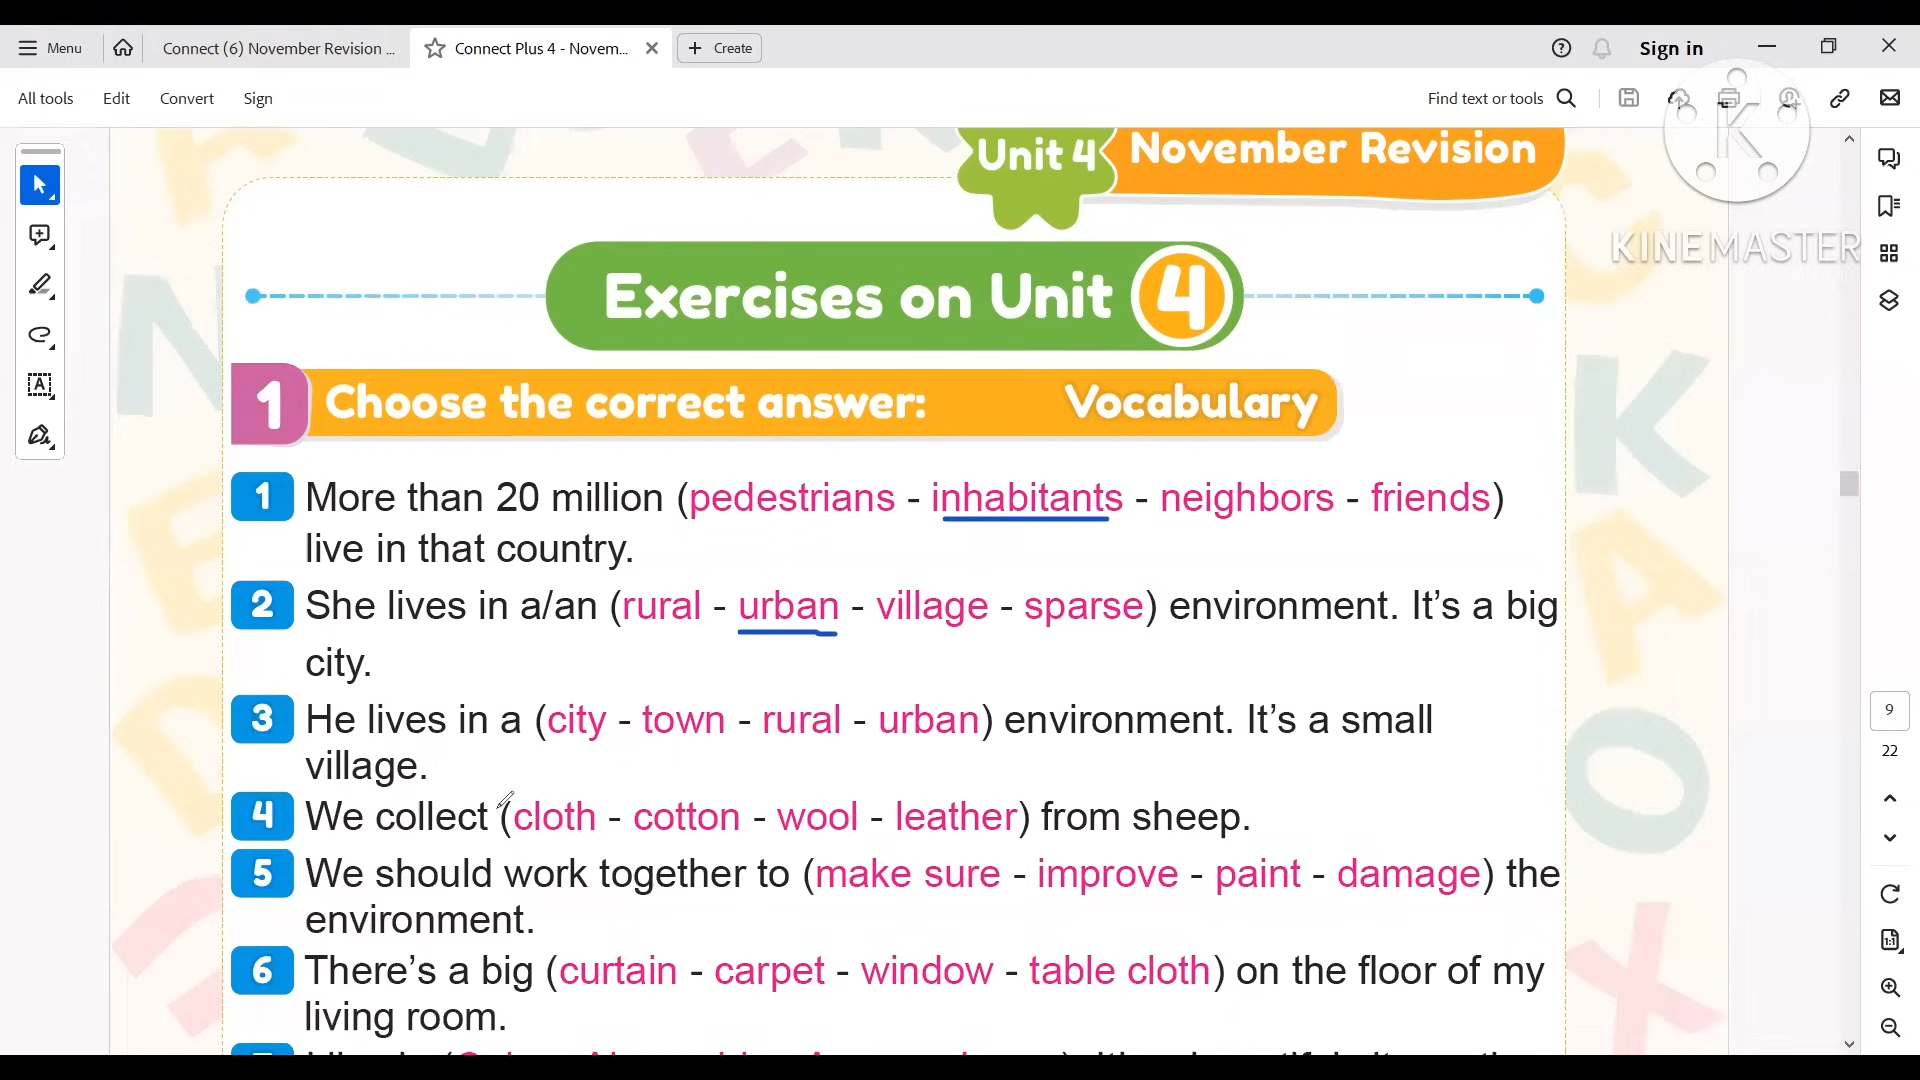 Menu
Connect (6) November Revision ...
Connect Plus 4 - Novem...
Create
Sign in
All tools
Edit
Convert
Sign
Find text or tools
K
KINEMASTER
Unit 4
November Revision
Exercises on Unit 4
1 Choose the correct answer: Vocabulary
1 More than 20 million (pedestrians - inhabitants - neighbors - friends)
live in that country.
2 She lives in a/an (rural - urban - village - sparse) environment. It's a big
city.
3 He lives in a (city - town - rural - urban) environment. It's a small
village.
4 We collect (cloth - cotton - wool - leather) from sheep.
5 We should work together to (make sure - improve - paint - damage) the
environment.
6 There's a big (curtain - carpet - window - table cloth) on the floor of my
living room.
9
22